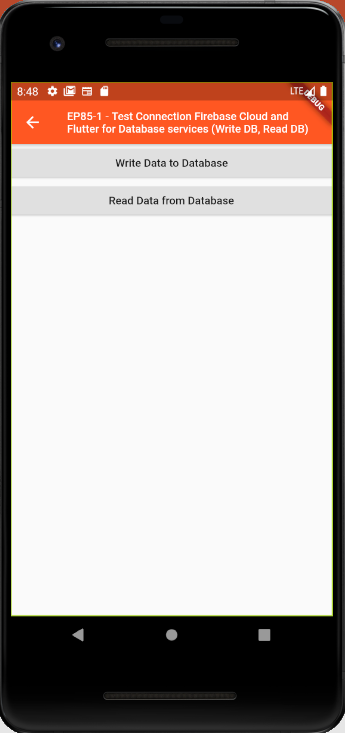 8:48
LTE
DEBUG
EP85-1 - Test Connection Firebase Cloud and
Flutter for Database services (Write DB, Read DB)
Write Data to Database
Read Data from Database